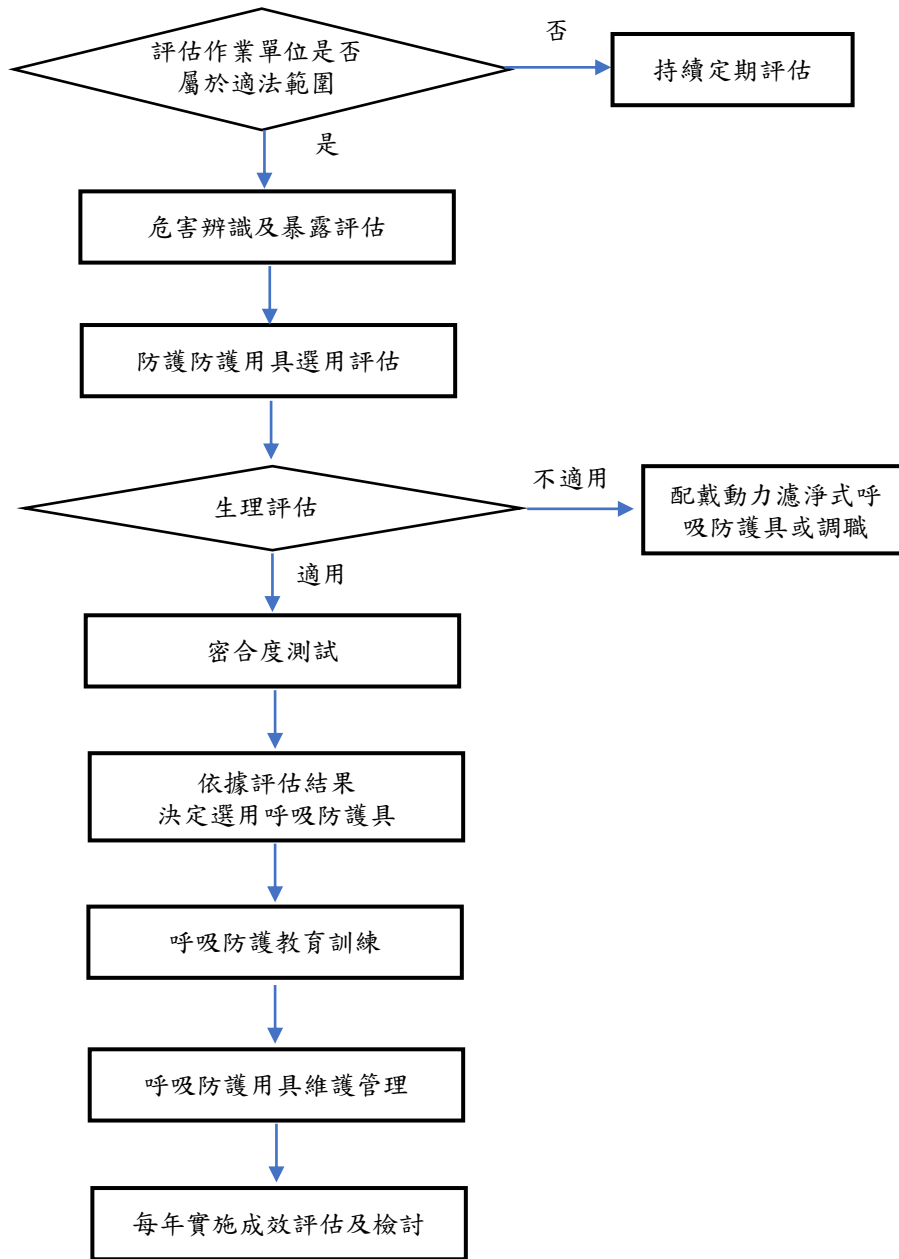 評估作業單位是否
屬於適法範圍
否
持續定期評估
是
危害辨識及暴露評估
防護防護用具選用評估
生理評估
不適用
配戴動力濾淨式呼
吸防護具或調職
適用
密合度測試
依據評估結果
決定選用呼吸防護具
呼吸防護教育訓練
呼吸防護用具維護管理
每年實施成效評估及檢討